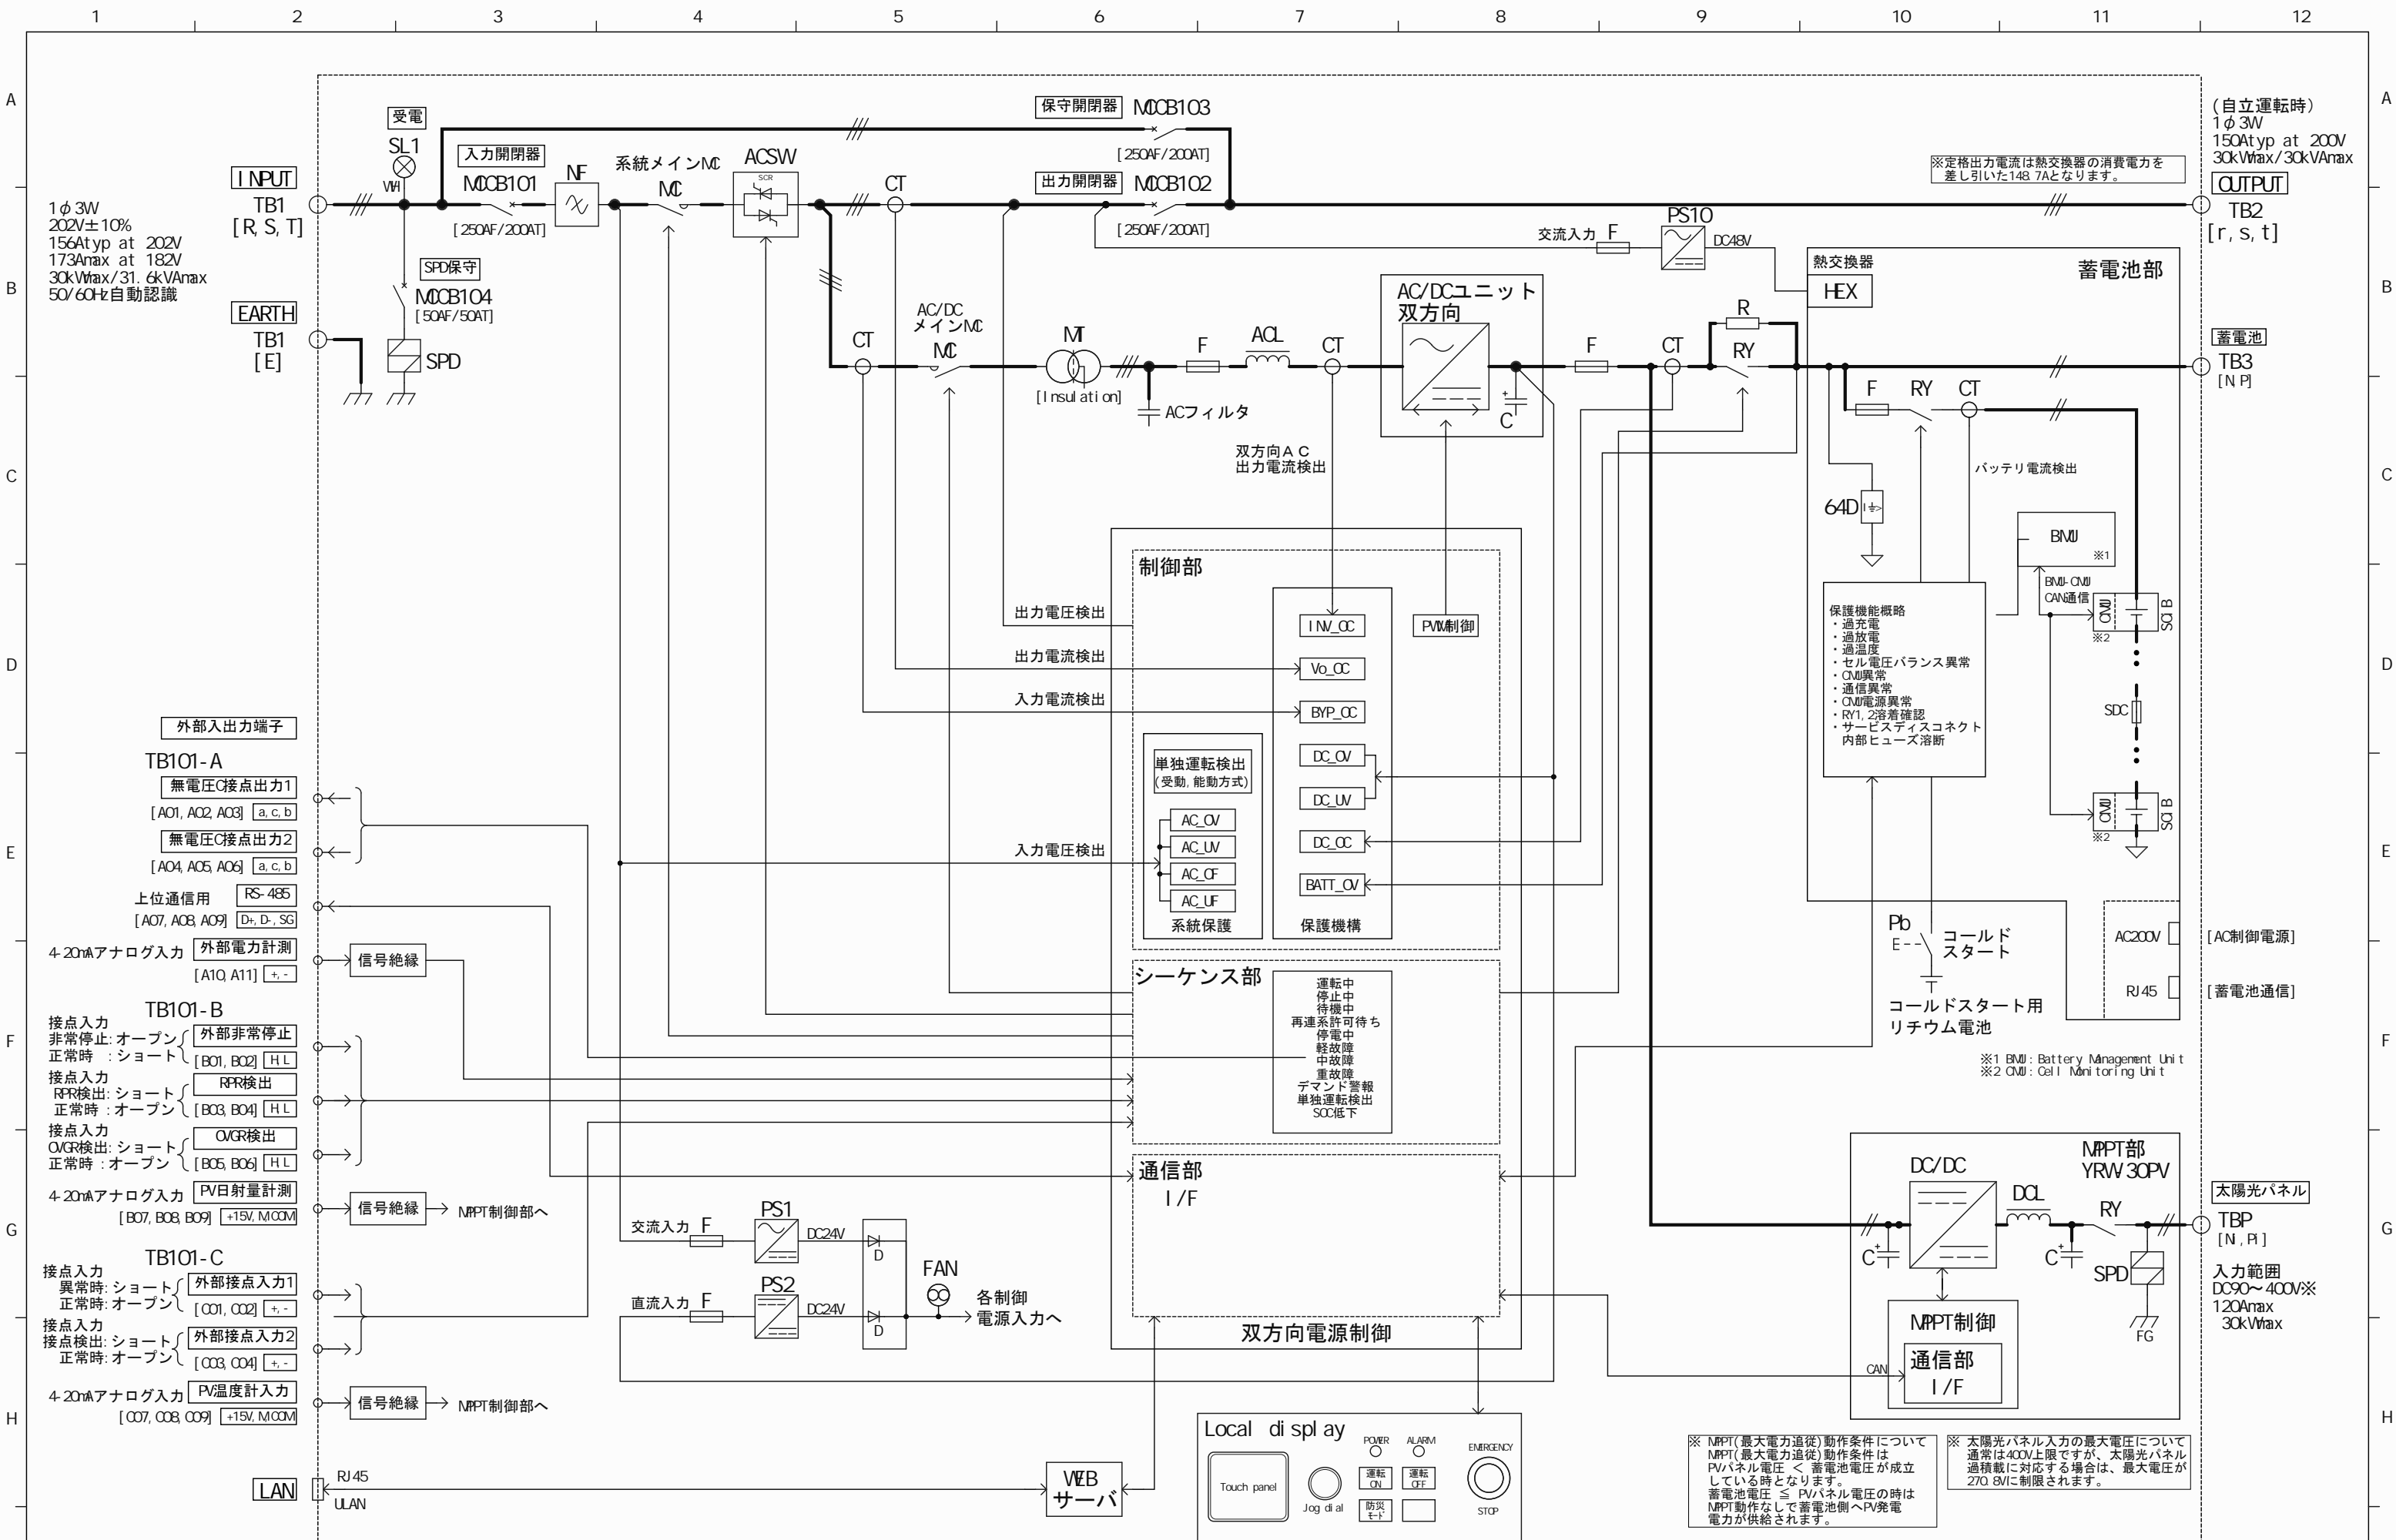 1 2 3 4 5 6 7 8 9 10 11 12
A
B
C
D
E
F
G
H
A
B
C
D
E
F
G
H
INPUT
TB1
[R,S,T]
1φ3W
202V±10%
156Atyp at 202V
173Amax at 182V
30kWmax/31.6kVAmax
50/60Hz自動認識
EARTH
TB1
[E]
受電
SL1
WH
SPD保守
MCCB104
[50AF/50AT]
SPD
入力開閉器
MCCB101
[250AF/200AT]
NF
系統メインMC
MC
ACSW
SCR
CT
保守開閉器 MCCB103
[250AF/200AT]
出力開閉器 MCCB102
[250AF/200AT]
交流入力 F
PS10
DC48V
※定格出力電流は熱交換器の消費電力を
差し引いた148.7Aとなります。
(自立運転時)
1φ3W
150Atyp at 200V
30kWmax/30kVAmax
OUTPUT
TB2
[r,s,t]
CT
AC/DC
メインMC
MC
MT
[Insulation]
ACフィルタ
F
ACL
CT
双方向AC
出力電流検出
AC/DCユニット
双方向
+
C
F
CT
R
RY
熱交換器
HEX
蓄電池部
蓄電池
TB3
[N,P]
F
RY
CT
バッテリ電流検出
64D
I
BMU
※1
BMU-CMU
CAN通信
CMU
SCiB
※2
SDC
CMU
SCiB
※2
保護機能概略
・過充電
・過放電
・過温度
・セル電圧バランス異常
・CMU異常
・通信異常
・CMU電源異常
・RY1,2溶着確認
・サービスディスコネクト
内部ヒューズ溶断
Pb
E--
コールド
スタート
コールドスタート用
リチウム電池
AC200V
[AC制御電源]
RJ45
[蓄電池通信]
※1 BMU:Battery Management Unit
※2 CMU:Cell Monitoring Unit
制御部
出力電圧検出
出力電流検出
入力電流検出
入力電圧検出
INV_OC
PWM制御
Vo_OC
BYP_OC
DC_OV
DC_UV
DC_OC
BATT_OV
保護機構
単独運転検出
(受動,能動方式)
AC_OV
AC_UV
AC_OF
AC_UF
系統保護
シーケンス部
運転中
停止中
待機中
再連系許可待ち
停電中
軽故障
中故障
重故障
デマンド警報
単独運転検出
SOC低下
通信部
I/F
双方向電源制御
外部入出力端子
TB101-A
無電圧C接点出力1
[A01,A02,A03] a,c,b
無電圧C接点出力2
[A04,A05,A06] a,c,b
上位通信用 RS-485
[A07,A08,A09] D+,D-,SG
4-20mAアナログ入力 外部電力計測
[A10,A11] +,-
信号絶縁
TB101-B
接点入力
非常停止:オープン 外部非常停止
正常時 :ショート [B01,B02] H,L
接点入力
RPR検出:ショート RPR検出
正常時 :オープン [B03,B04] H,L
接点入力
OVGR検出:ショート OVGR検出
正常時 :オープン [B05,B06] H,L
4-20mAアナログ入力 PV日射量計測
[B07,B08,B09] +15V,M,COM
信号絶縁
MPPT制御部へ
TB101-C
接点入力
異常時:ショート 外部接点入力1
正常時:オープン [C01,C02] +,-
接点入力
接点検出:ショート 外部接点入力2
正常時:オープン [C03,C04] +,-
4-20mAアナログ入力 PV温度計入力
[C07,C08,C09] +15V,M,COM
信号絶縁
MPPT制御部へ
LAN
RJ45
ULAN
交流入力 F
PS1
DC24V
D
直流入力 F
PS2
DC24V
D
FAN
各制御
電源入力へ
WEB
サーバ
Local display
Touch panel
Jog dial
POWER
ALARM
運転
ON
運転
OFF
防災
モード
EMERGENCY
STOP
MPPT部
YRW-30PV
DC/DC
DCL
RY
C
+
C
+
SPD
FG
MPPT制御
通信部
I/F
CAN
太陽光パネル
TBP
[Ni,Pi]
入力範囲
DC90～400V※
120Amax
30kWmax
※ MPPT(最大電力追従)動作条件について
MPPT(最大電力追従)動作条件は
PVパネル電圧 < 蓄電池電圧が成立
している時となります。
蓄電池電圧 ≦ PVパネル電圧の時は
MPPT動作なしで蓄電池側へPV発電
電力が供給されます。
※ 太陽光パネル入力の最大電圧について
通常は400V上限ですが、太陽光パネル
過積載に対応する場合は、最大電圧が
270.8Vに制限されます。